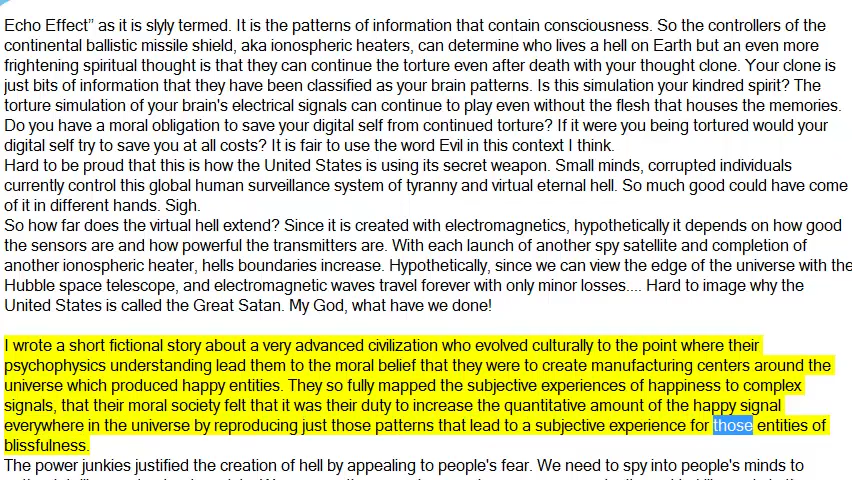 Echo Effect” as it is slyly termed. It is the patterns of information that contain consciousness. So the controllers of the
continental ballistic missile shield, aka ionospheric heaters, can determine who lives a hell on Earth but an even more
frightening spiritual thought is that they can continue the torture even after death with your thought clone. Your clone is
just bits of information that they have been classified as your brain patterns. Is this simulation your kindred spirit? The
torture simulation of your brain's electrical signals can continue to play even without the flesh that houses the memories.
Do you have a moral obligation to save your digital self from continued torture? If it were you being tortured would your
digital self try to save you at all costs? It is fair to use the word Evil in this context I think.
Hard to be proud that this is how the United States is using its secret weapon. Small minds, corrupted individuals
currently control this global human surveillance system of tyranny and virtual eternal hell. So much good could have come
of it in different hands. Sigh.
So how far does the virtual hell extend? Since it is created with electromagnetics, hypothetically it depends on how good
the sensors are and how powerful the transmitters are. With each launch of another spy satellite and completion of
another ionospheric heater, hells boundaries increase. Hypothetically, since we can view the edge of the universe with the
Hubble space telescope, and electromagnetic waves travel forever with only minor losses.... Hard to image why the
United States is called the Great Satan. My God, what have we done!
I wrote a short fictional story about a very advanced civilization who evolved culturally to the point where their
psychophysics understanding lead them to the moral belief that they were to create manufacturing centers around the
universe which produced happy entities. They so fully mapped the subjective experiences of happiness to complex
signals, that their moral society felt that it was their duty to increase the quantitative amount of the happy signal
everywhere in the universe by reproducing just those patterns that lead to a subjective experience for those entities of
blissfulness.
The power junkies justified the creation of hell by appealing to people's fear. We need to spy into people's minds to